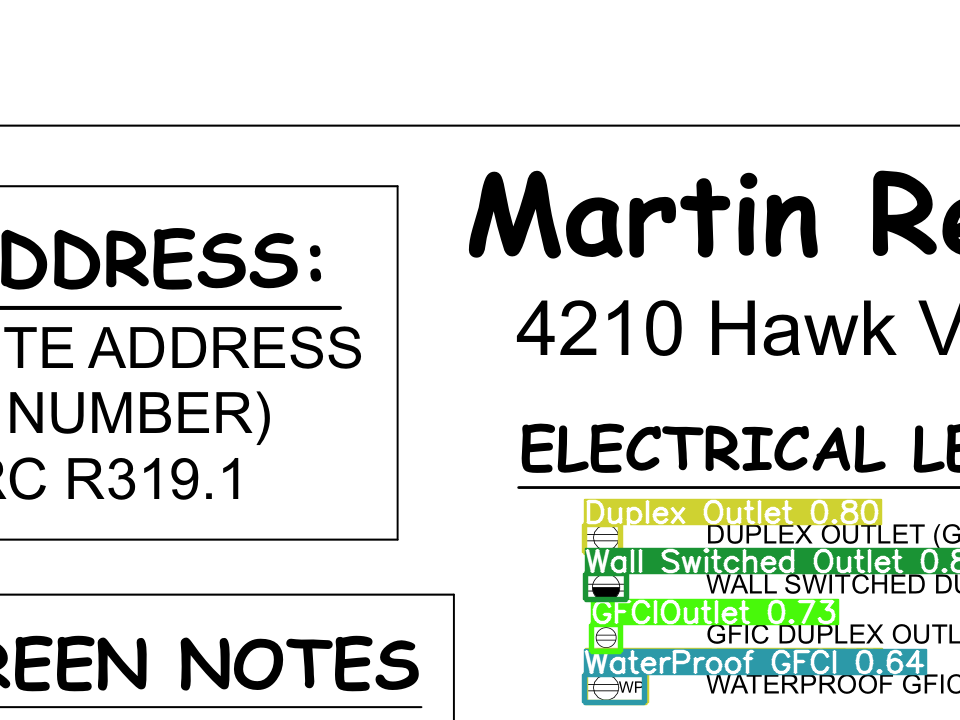 DDRESS:
TE ADDRESS
NUMBER)
RC R319.1
REEN NOTES
Martin Re
4210 Hawk V
ELECTRICAL LE
Duplex Outlet 0.80
DUPLEX OUTLET (G
Wall Switched Outlet 0.8
WALL SWITCHED DU
GFCIOutlet 0.73
GFIC DUPLEX OUTL
WaterProof GFCI 0.64
WP
WATERPROOF GFIC